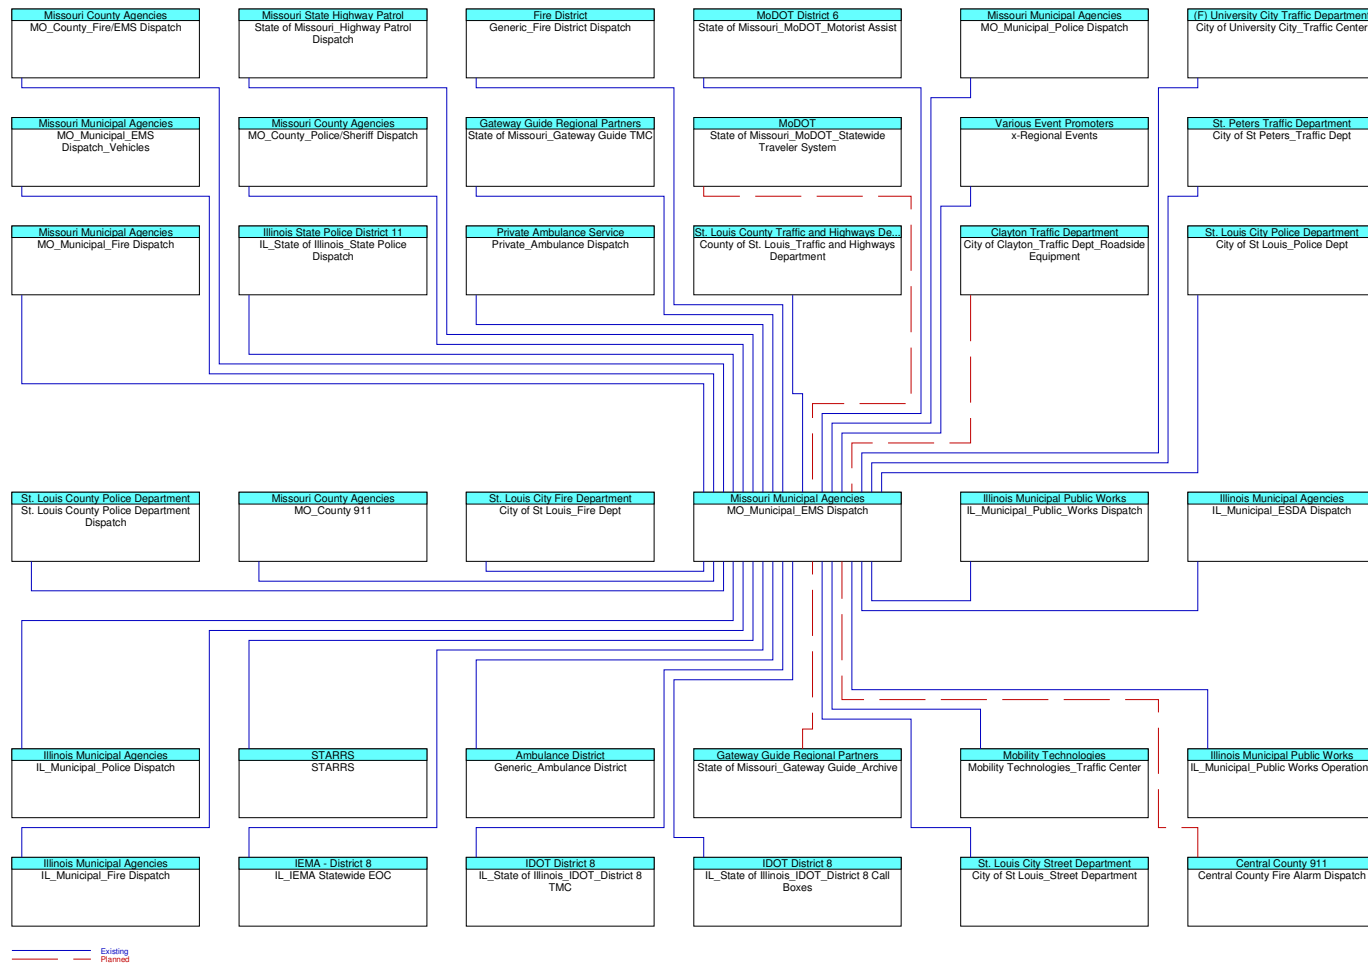 Missouri County Agencies
MO_County_Fire/EMS Dispatch
Missouri State Highway Patrol
State of Missouri_Highway Patrol
Dispatch
Fire District
Generic_Fire District Dispatch
MoDOT District 6
State of Missouri_MoDOT_Motorist Assist
Missouri Municipal Agencies
MO_Municipal_Police Dispatch
(F) University City Traffic Department
City of University City_Traffic Center
Missouri Municipal Agencies
MO_Municipal_EMS
Dispatch_Vehicles
Missouri County Agencies
MO_County_Police/Sheriff Dispatch
Gateway Guide Regional Partners
State of Missouri_Gateway Guide TMC
MoDOT
State of Missouri_MoDOT_Statewide
Traveler System
Various Event Promoters
x-Regional Events
St. Peters Traffic Department
City of St Peters_Traffic Dept
Missouri Municipal Agencies
MO_Municipal_Fire Dispatch
Illinois State Police District 11
IL_State of Illinois_State Police
Dispatch
Private Ambulance Service
Private_Ambulance Dispatch
St. Louis County Traffic and Highways De...
County of St. Louis_Traffic and Highways
Department
Clayton Traffic Department
City of Clayton_Traffic Dept_Roadside
Equipment
St. Louis City Police Department
City of St Louis_Police Dept
St. Louis County Police Department
St. Louis County Police Department
Dispatch
Missouri County Agencies
MO_County 911
St. Louis City Fire Department
City of St Louis_Fire Dept
Missouri Municipal Agencies
MO_Municipal_EMS Dispatch
Illinois Municipal Public Works
IL_Municipal_Public_Works Dispatch
Illinois Municipal Agencies
IL_Municipal_ESDA Dispatch
Illinois Municipal Agencies
IL_Municipal_Police Dispatch
STARRS
STARRS
Ambulance District
Generic_Ambulance District
Gateway Guide Regional Partners
State of Missouri_Gateway Guide_Archive
Mobility Technologies
Mobility Technologies_Traffic Center
Illinois Municipal Public Works
IL_Municipal_Public Works Operation
Illinois Municipal Agencies
IL_Municipal_Fire Dispatch
IEMA - District 8
IL_IEMA Statewide EOC
IDOT District 8
IL_State of Illinois_IDOT_District 8
TMC
IDOT District 8
IL_State of Illinois_IDOT_District 8 Call
Boxes
St. Louis City Street Department
City of St Louis_Street Department
Central County 911
Central County Fire Alarm Dispatch
Existing
Planned